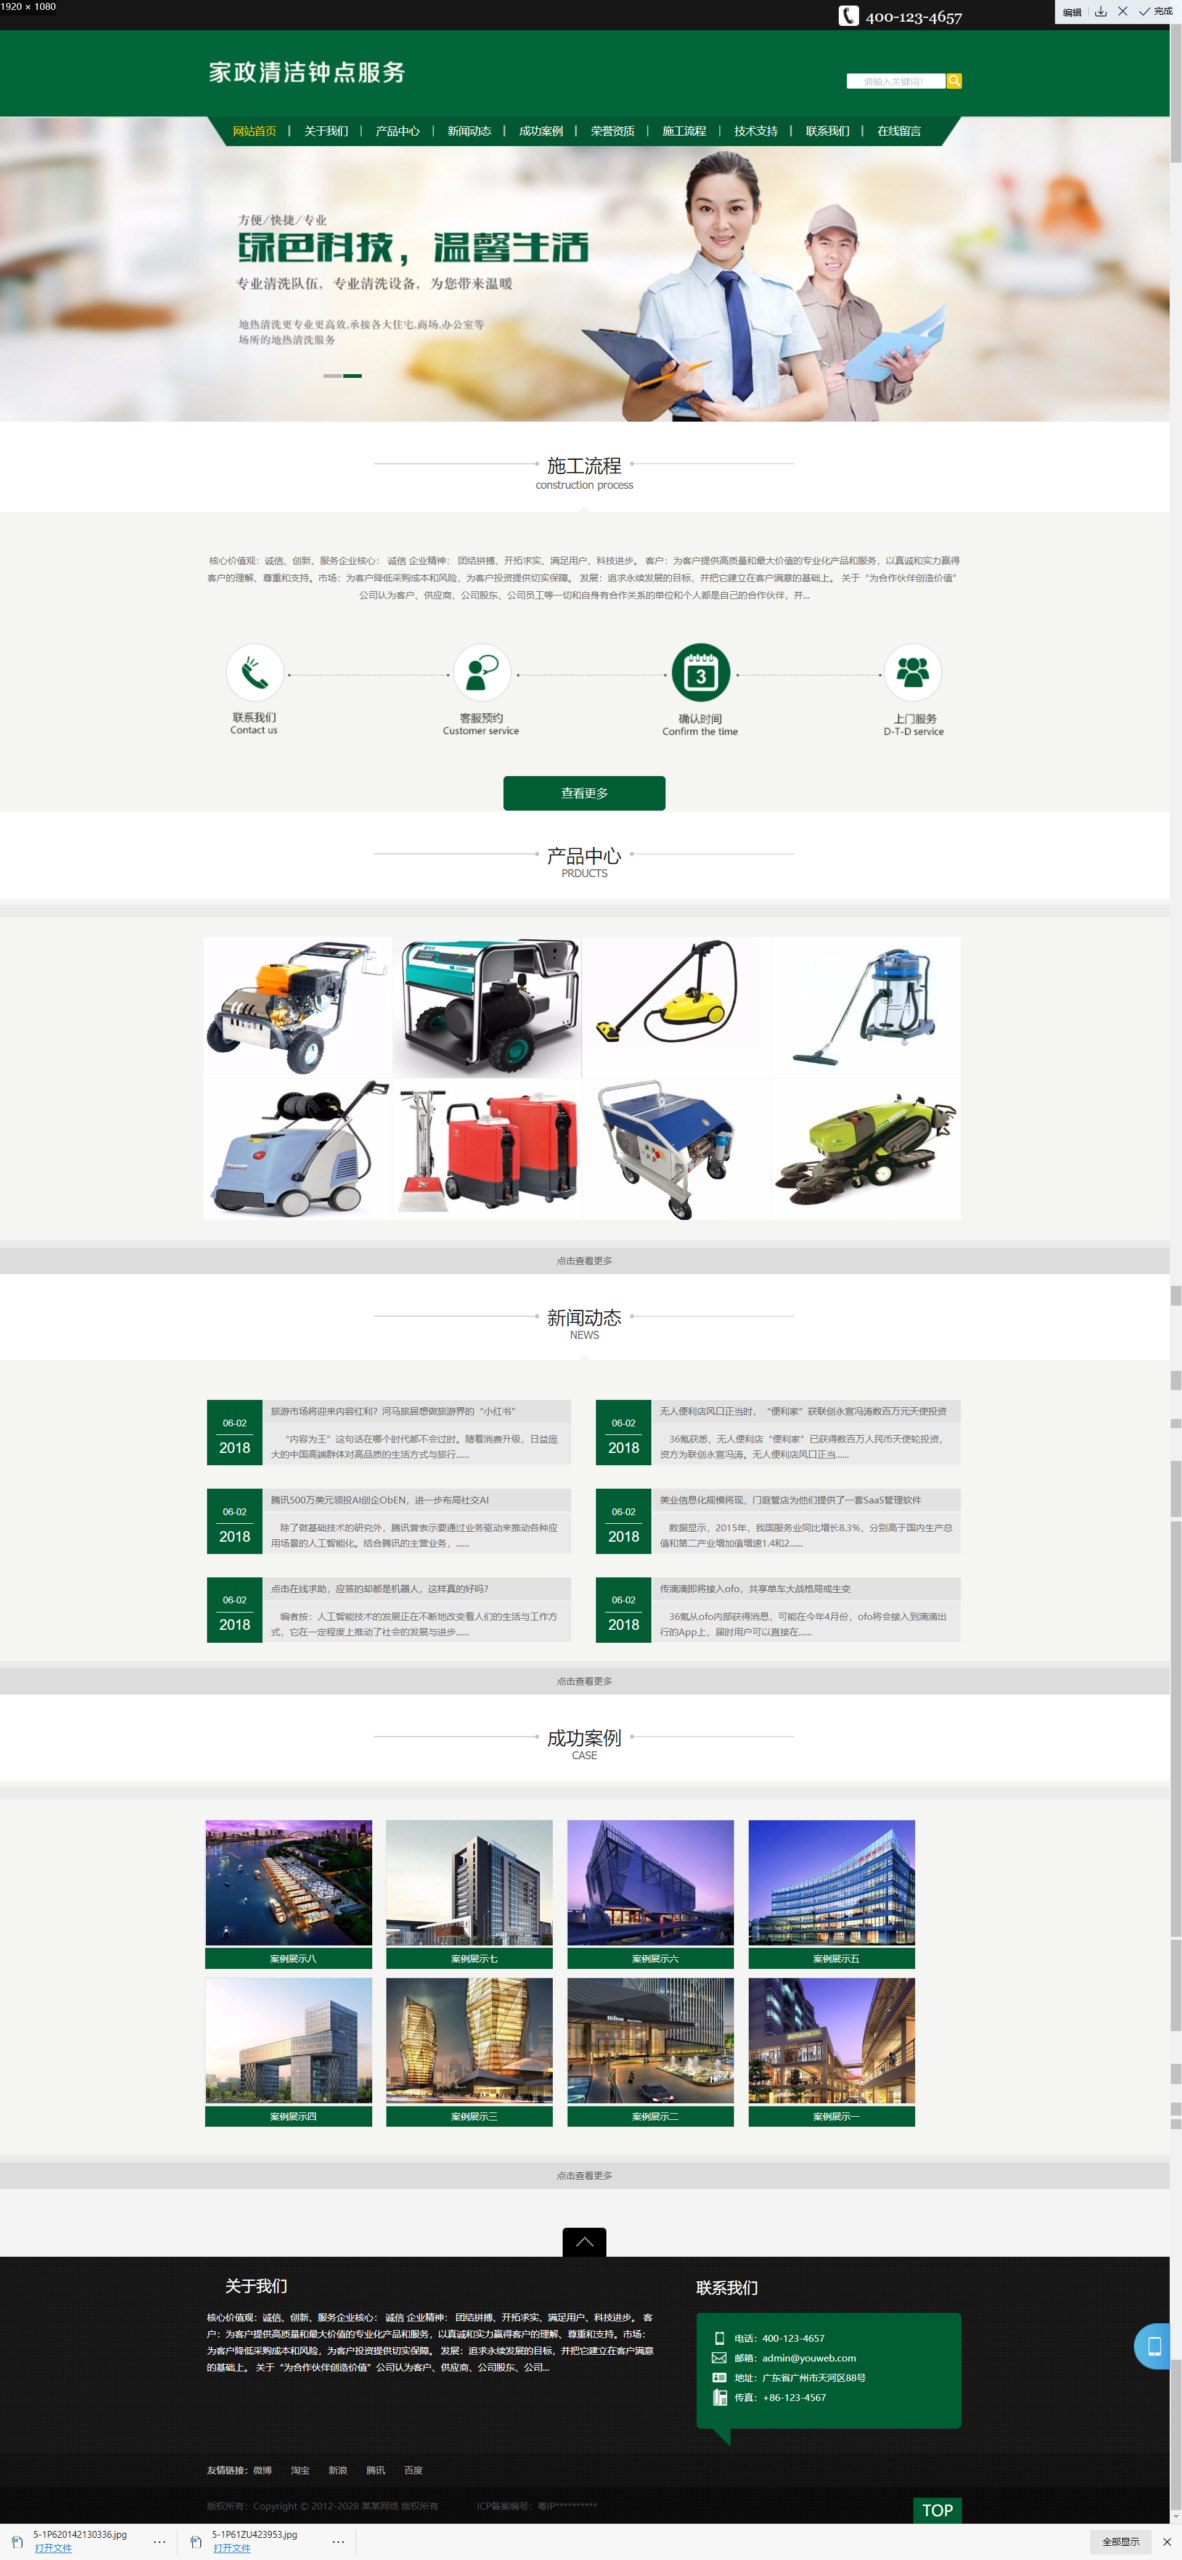 1920 × 1080
400-123-4657
编辑
完成
家政清洁钟点服务
请输入关键词!
网站首页 | 关于我们 | 产品中心 | 新闻动态 | 成功案例 | 荣誉资质 | 施工流程 | 技术支持 | 联系我们 | 在线留言
方便/快捷/专业
绿色科技，温馨生活
专业清洗队伍，专业清洗设备，为您带来温暖
地热清洗更专业更高效,承接各大住宅,商场,办公室等
场所的地热清洗服务
施工流程
construction process
核心价值观：诚信、创新、服务企业核心： 诚信 企业精神： 团结拼搏、开拓求实、满足用户、科技进步。 客户：为客户提供高质量和最大价值的专业化产品和服务，以真诚和实力赢得
客户的理解、尊重和支持。市场：为客户降低采购成本和风险，为客户投资提供切实保障。 发展：追求永续发展的目标，并把它建立在客户满意的基础上。 关于“为合作伙伴创造价值”
公司认为客户、供应商、公司股东、公司员工等一切和自身有合作关系的单位和个人都是自己的合作伙伴，并...
3
联系我们 客服预约 确认时间 上门服务
Contact us Customer service Confirm the time D-T-D service
查看更多
产品中心
PRDUCTS
点击查看更多
新闻动态
NEWS
06-02
2018
旅游市场将迎来内容红利？河马旅居想做旅游界的“小红书”
“内容为王”这句话在哪个时代都不会过时。随着消费升级，日益庞
大的中国高端群体对高品质的生活方式与旅行......
06-02
2018
无人便利店风口正当时，“便利家”获联创永宣冯涛数百万元天使投资
36氪获悉，无人便利店“便利家”已获得数百万人民币天使轮投资，
资方为联创永宣冯涛。无人便利店风口正当......
06-02
2018
腾讯500万美元领投AI创企ObEN，进一步布局社交AI
除了做基础技术的研究外，腾讯曾表示要通过业务驱动来推动各种应
用场景的人工智能化。结合腾讯的主营业务，......
06-02
2018
美业信息化规模将现，门庭管店为他们提供了一套SaaS管理软件
数据显示，2015年，我国服务业同比增长8.3%，分别高于国内生产总
值和第二产业增加值增速1.4和2......
06-02
2018
点击在线求助，应答的却都是机器人，这样真的好吗？
编者按：人工智能技术的发展正在不断地改变着人们的生活与工作方
式，它在一定程度上推动了社会的发展与进步......
06-02
2018
传滴滴即将接入ofo，共享单车大战格局或生变
36氪从ofo内部获得消息，可能在今年4月份，ofo将会接入到滴滴出
行的App上，届时用户可以直接在......
点击查看更多
成功案例
CASE
案例展示八 案例展示七 案例展示六 案例展示五
Hilton
案例展示四 案例展示三 案例展示二 案例展示一
点击查看更多
关于我们
核心价值观：诚信、创新、服务企业核心： 诚信 企业精神： 团结拼搏、开拓求实、满足用户、科技进步。 客
户：为客户提供高质量和最大价值的专业化产品和服务，以真诚和实力赢得客户的理解、尊重和支持。市场：
为客户降低采购成本和风险，为客户投资提供切实保障。 发展：追求永续发展的目标，并把它建立在客户满意
的基础上。 关于“为合作伙伴创造价值”公司认为客户、供应商、公司股东、公司...
联系我们
电话：400-123-4657
邮箱：admin@youweb.com
地址：广东省广州市天河区88号
传真：+86-123-4567
友情链接：微博 淘宝 新浪 腾讯 百度
版权所有：Copyright © 2012-2028 某某网络 版权所有 ICP备案编号：粤IP**********
TOP
5-1P620142130336.jpg
打开文件
5-1P61ZU423953.jpg
打开文件
全部显示